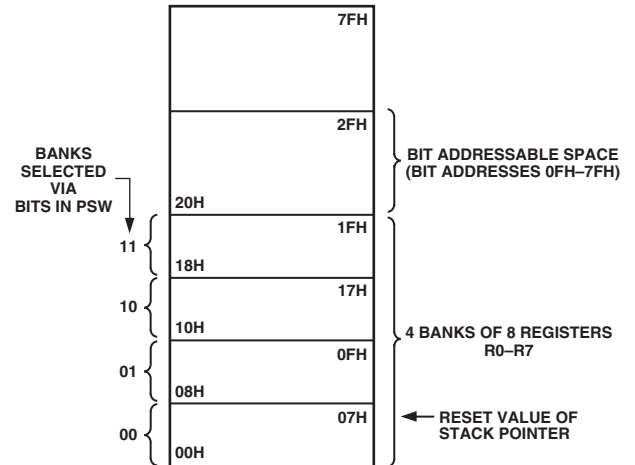 7FH
2FH
BANKS
SELECTED
VIA
BITS IN PSW
BIT ADDRESSABLE SPACE
(BIT ADDRESSES 0FH–7FH)
20H
1FH
11
18H
17H
10
10H
4 BANKS OF 8 REGISTERS
R0–R7
0FH
01
08H
07H
RESET VALUE OF
STACK POINTER
00
00H